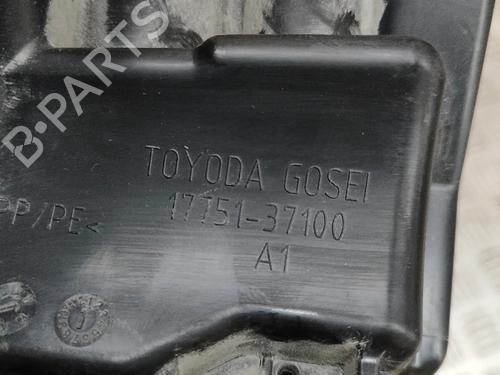 B-PARTS
TOYODA GOSEI
17751-37100
PP/PE<
A1